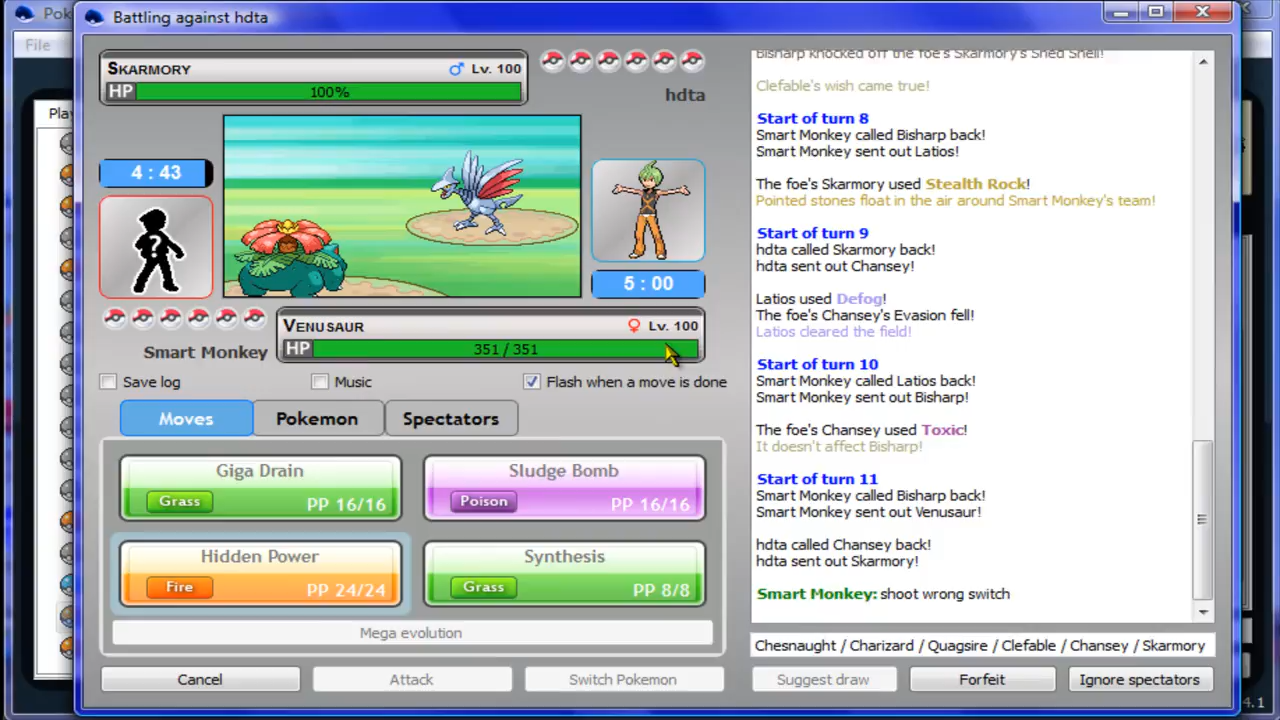 Pok
Battling against hdta
File
Play
SKARMORY ♂ Lv. 100
HP 100%
hdta
4 : 43
5 : 00
VENUSAUR ♀ Lv. 100
HP 351 / 351
Smart Monkey
Save log
Music
Flash when a move is done
Moves
Pokemon
Spectators
Giga Drain
Grass PP 16/16
Sludge Bomb
Poison PP 16/16
Hidden Power
Fire PP 24/24
Synthesis
Grass PP 8/8
Mega evolution
Cancel
Attack
Switch Pokemon
Bisharp knocked off the foe's Skarmory's Shed Shell!
Clefable's wish came true!
Start of turn 8
Smart Monkey called Bisharp back!
Smart Monkey sent out Latios!
The foe's Skarmory used Stealth Rock!
Pointed stones float in the air around Smart Monkey's team!
Start of turn 9
hdta called Skarmory back!
hdta sent out Chansey!
Latios used Defog!
The foe's Chansey's Evasion fell!
Latios cleared the field!
Start of turn 10
Smart Monkey called Latios back!
Smart Monkey sent out Bisharp!
The foe's Chansey used Toxic!
It doesn't affect Bisharp!
Start of turn 11
Smart Monkey called Bisharp back!
Smart Monkey sent out Venusaur!
hdta called Chansey back!
hdta sent out Skarmory!
Smart Monkey: shoot wrong switch
Chesnaught / Charizard / Quagsire / Clefable / Chansey / Skarmory
Suggest draw
Forfeit
Ignore spectators
4.1